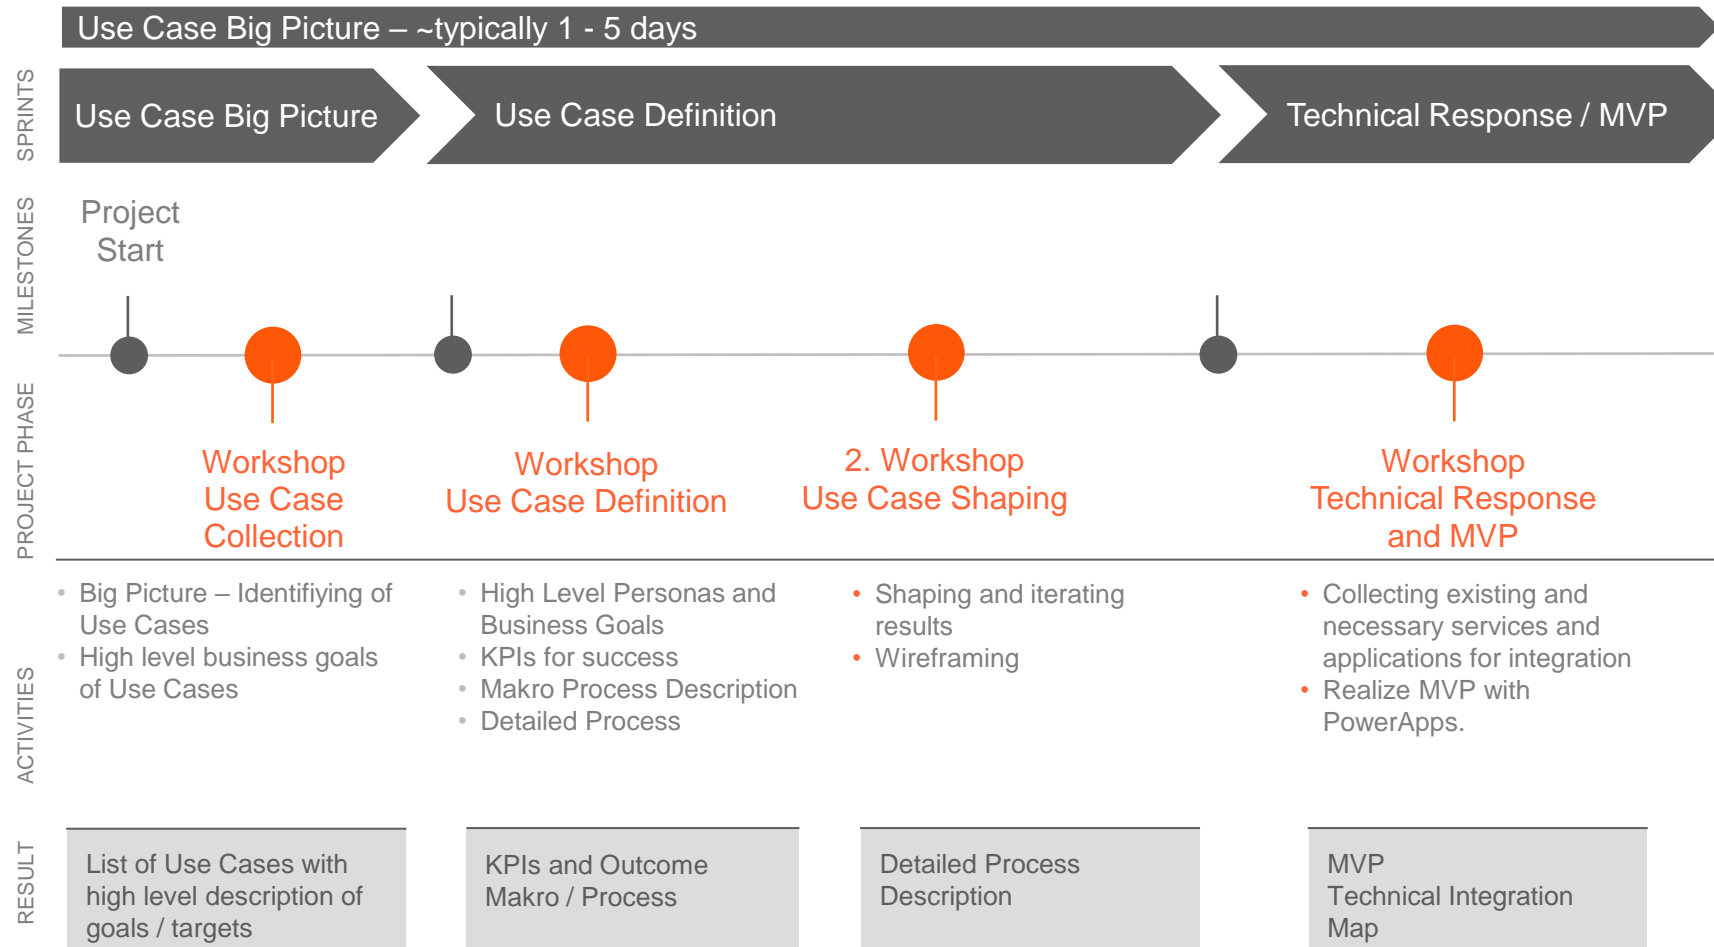 Use Case Big Picture – ~typically 1 - 5 days
SPRINTS
Use Case Big Picture
Use Case Definition
Technical Response / MVP
MILESTONES
Project
Start
PROJECT PHASE
Workshop
Use Case
Collection
Workshop
Use Case Definition
2. Workshop
Use Case Shaping
Workshop
Technical Response
and MVP
ACTIVITIES
• Big Picture – Identifiying of
Use Cases
• High level business goals
of Use Cases
• High Level Personas and
Business Goals
• KPIs for success
• Makro Process Description
• Detailed Process
• Shaping and iterating
results
• Wireframing
• Collecting existing and
necessary services and
applications for integration
• Realize MVP with
PowerApps.
RESULT
List of Use Cases with
high level description of
goals / targets
KPIs and Outcome
Makro / Process
Detailed Process
Description
MVP
Technical Integration
Map